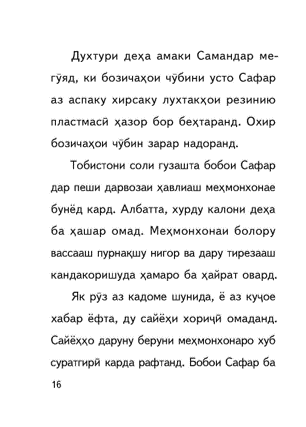 Духтури деҳа амаки Самандар ме-
гӯяд, ки бозичаҳои чӯбини усто Сафар
аз аспаку хирсаку лухтакҳои резинию
пластмасӣ ҳазор бор беҳтаранд. Охир
бозичаҳои чӯбин зарар надоранд.
Тобистони соли гузашта бобои Сафар
дар пеши дарвозаи ҳавлиаш меҳмонхонае
бунёд кард. Албатта, хурду калони деҳа
ба ҳашар омад. Меҳмонхонаи болору
вассааш пурнақшу нигор ва дару тирезааш
кандакоришуда ҳамаро ба ҳайрат овард.
Як рӯз аз кадоме шунида, ё аз куҷое
хабар ёфта, ду сайёҳи хориҷӣ омаданд.
Сайёҳҳо даруну беруни меҳмонхонаро хуб
суратгирӣ карда рафтанд. Бобои Сафар ба
16